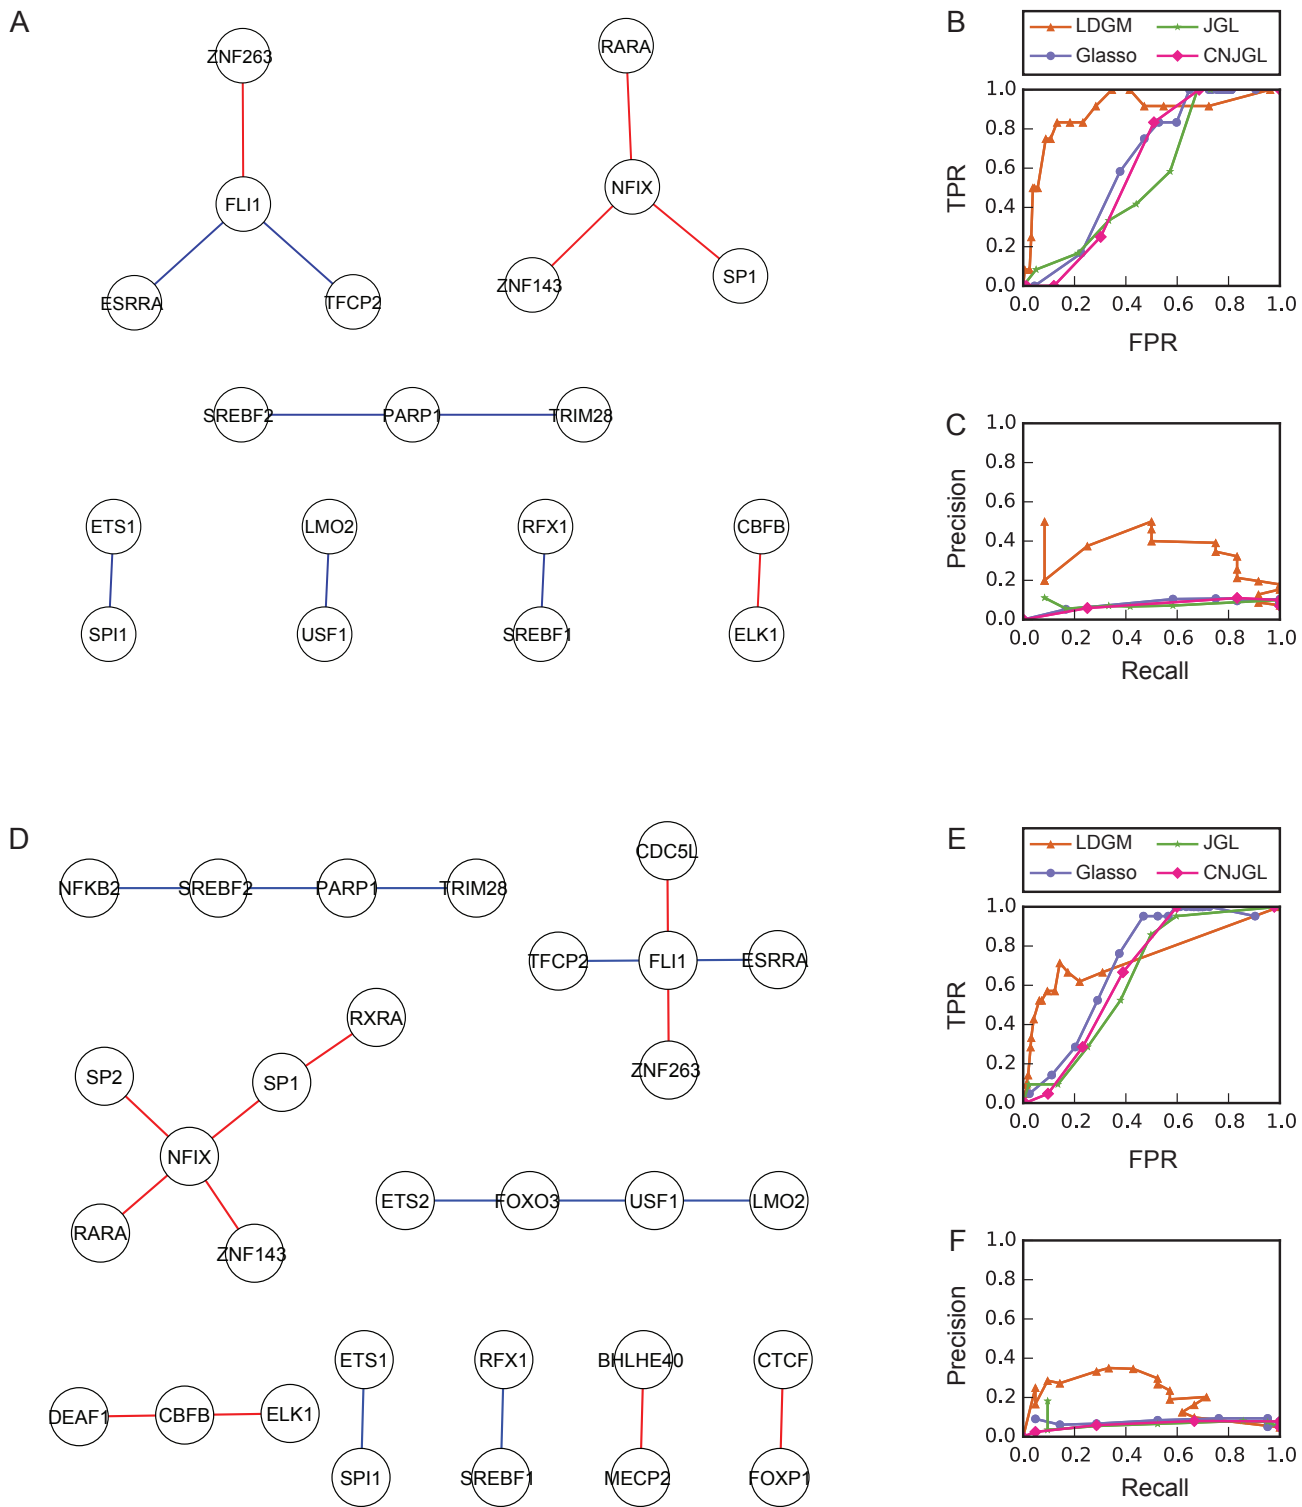 A
ZNF263
FLI1
ESRRA
TFCP2
RARA
NFIX
ZNF143
SP1
SREBF2
PARP1
TRIM28
ETS1
LMO2
RFX1
CBFB
SPI1
USF1
SREBF1
ELK1
B
LDGM
JGL
Glasso
CNJGL
TPR
1.0
0.8
0.6
0.4
0.2
0.0
0.0 0.2 0.4 0.6 0.8 1.0
FPR
C
Precision
1.0
0.8
0.6
0.4
0.2
0.0
0.0 0.2 0.4 0.6 0.8 1.0
Recall
D
NFKB2
SREBF2
PARP1
TRIM28
CDC5L
TFCP2
FLI1
ESRRA
ZNF263
RXRA
SP2
SP1
NFIX
RARA
ZNF143
ETS2
FOXO3
USF1
LMO2
DEAF1
CBFB
ELK1
ETS1
RFX1
BHLHE40
CTCF
SPI1
SREBF1
MECP2
FOXP1
E
LDGM
JGL
Glasso
CNJGL
TPR
1.0
0.8
0.6
0.4
0.2
0.0
0.0 0.2 0.4 0.6 0.8 1.0
FPR
F
Precision
1.0
0.8
0.6
0.4
0.2
0.0
0.0 0.2 0.4 0.6 0.8 1.0
Recall